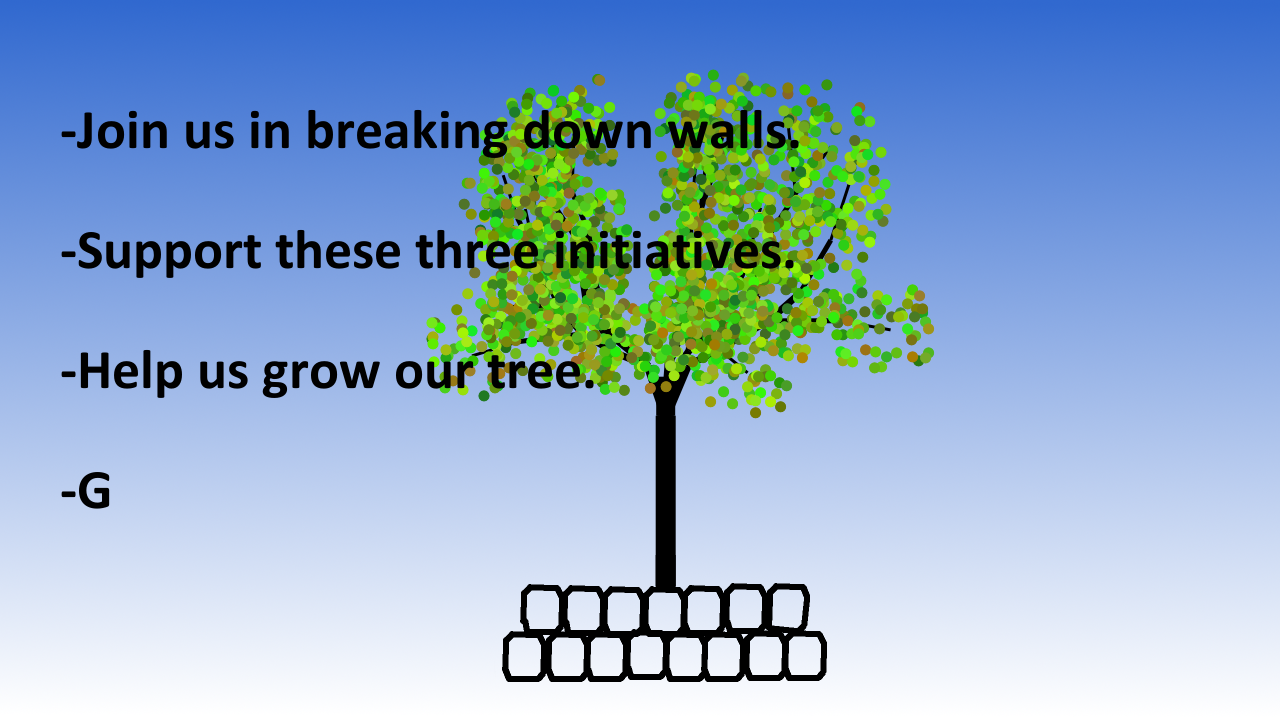 -Join us in breaking down walls.
-Support these three initiatives.
-Help us grow our tree.
-G